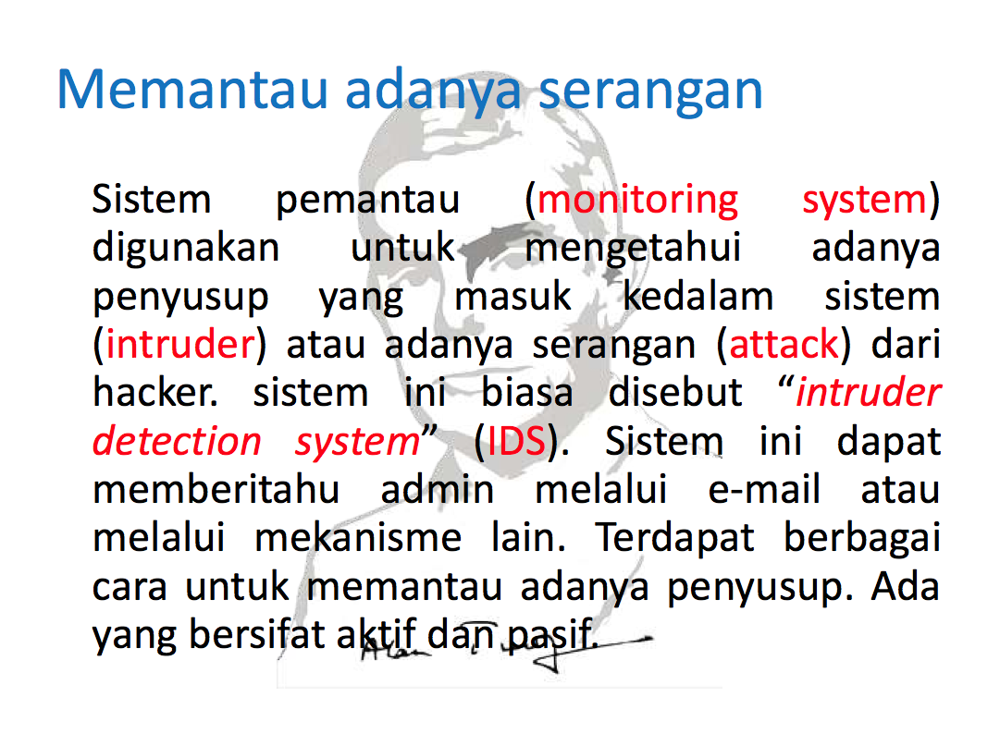 Memantau adanya serangan
Sistem pemantau (monitoring system)
digunakan untuk mengetahui adanya
penyusup yang masuk kedalam sistem
(intruder) atau adanya serangan (attack) dari
hacker. sistem ini biasa disebut “intruder
detection system” (IDS). Sistem ini dapat
memberitahu admin melalui e-mail atau
melalui mekanisme lain. Terdapat berbagai
cara untuk memantau adanya penyusup. Ada
yang bersifat aktif dan pasif.
Alan Turing